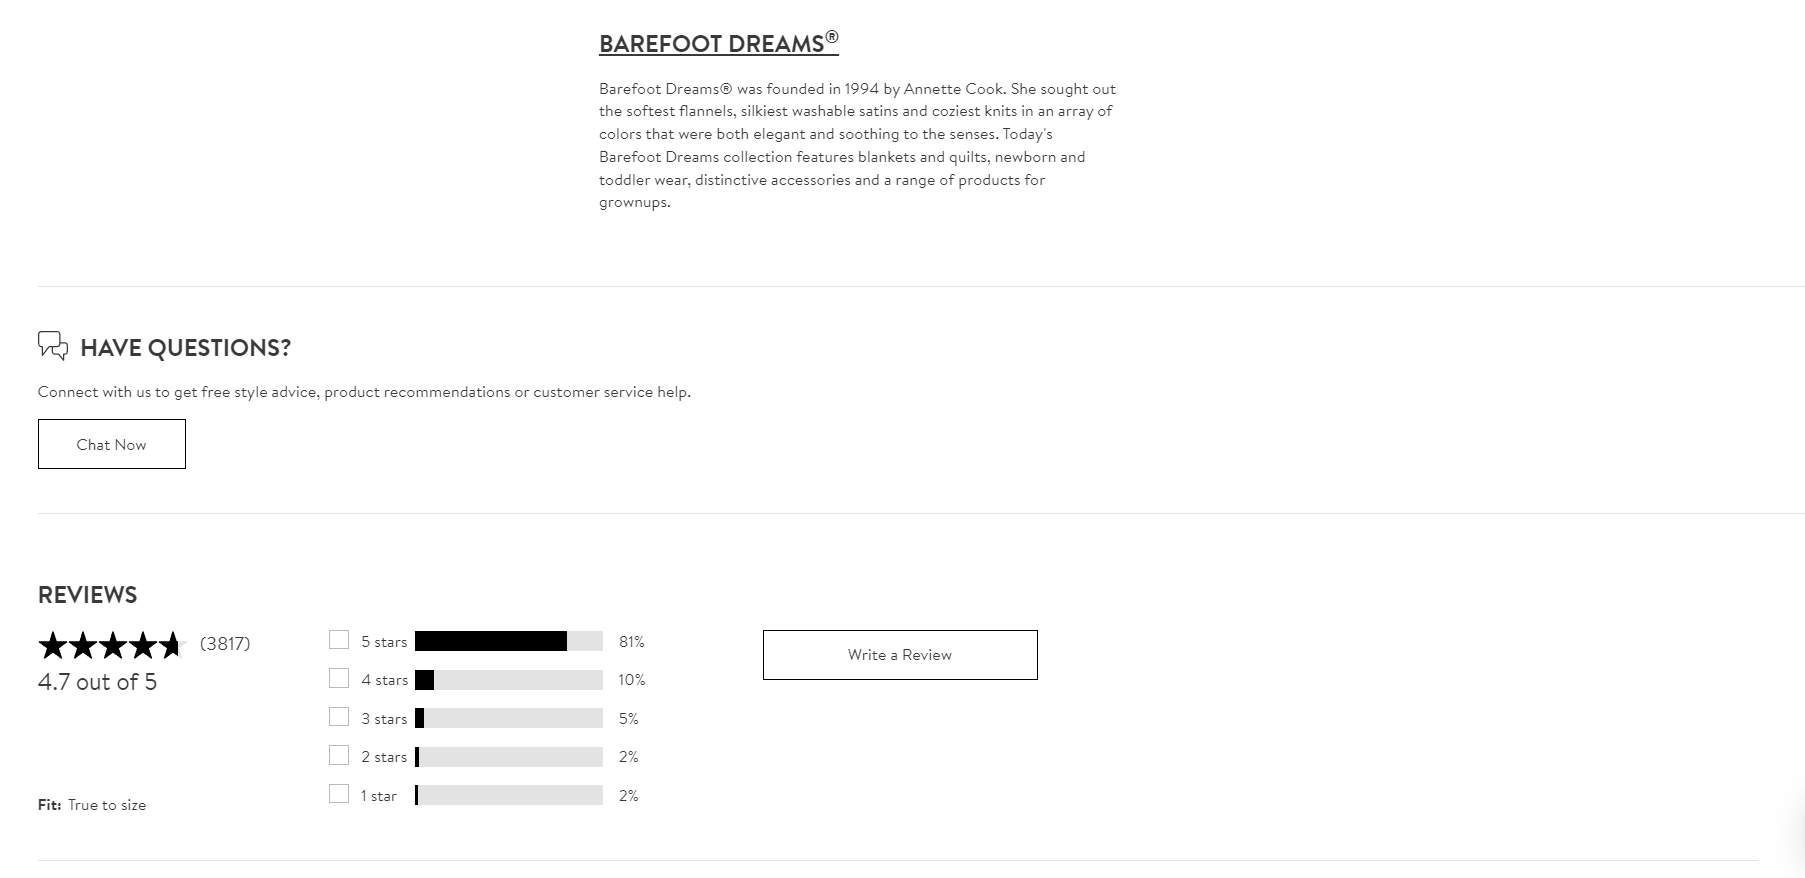 BAREFOOT DREAMS®
Barefoot Dreams® was founded in 1994 by Annette Cook. She sought out
the softest flannels, silkiest washable satins and coziest knits in an array of
colors that were both elegant and soothing to the senses. Today's
Barefoot Dreams collection features blankets and quilts, newborn and
toddler wear, distinctive accessories and a range of products for
grownups.
HAVE QUESTIONS?
Connect with us to get free style advice, product recommendations or customer service help.
Chat Now
REVIEWS
(3817)
4.7 out of 5
Fit: True to size
5 stars 81%
4 stars 10%
3 stars 5%
2 stars 2%
1 star 2%
Write a Review